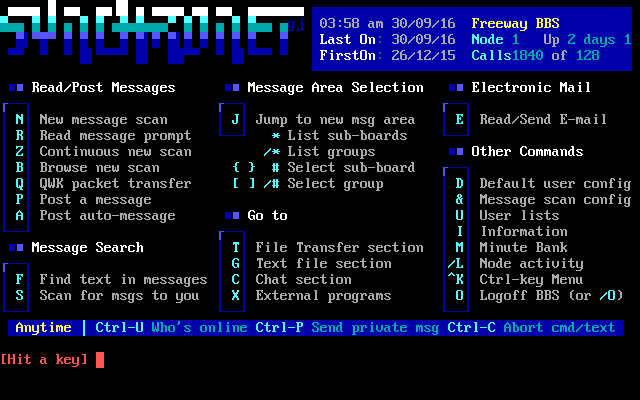 03:58 am 30/09/16 Freeway BBS
Last On: 30/09/16 Node 1 Up 2 days 1
FirstOn: 26/12/15 Calls1840 of 128
Read/Post Messages
N New message scan
R Read message prompt
Z Continuous new scan
B Browse new scan
Q QWK packet transfer
P Post a message
A Post auto-message
Message Search
F Find text in messages
S Scan for msgs to you
Message Area Selection
J Jump to new msg area
* List sub-boards
/* List groups
{ } # Select sub-board
[ ] /# Select group
Go to
T File Transfer section
G Text file section
C Chat section
X External programs
Electronic Mail
E Read/Send E-mail
Other Commands
D Default user config
& Message scan config
U User lists
I Information
M Minute Bank
/L Node activity
^K Ctrl-key Menu
O Logoff BBS (or /O)
Anytime | Ctrl-U Who's online Ctrl-P Send private msg Ctrl-C Abort cmd/text
[Hit a key]